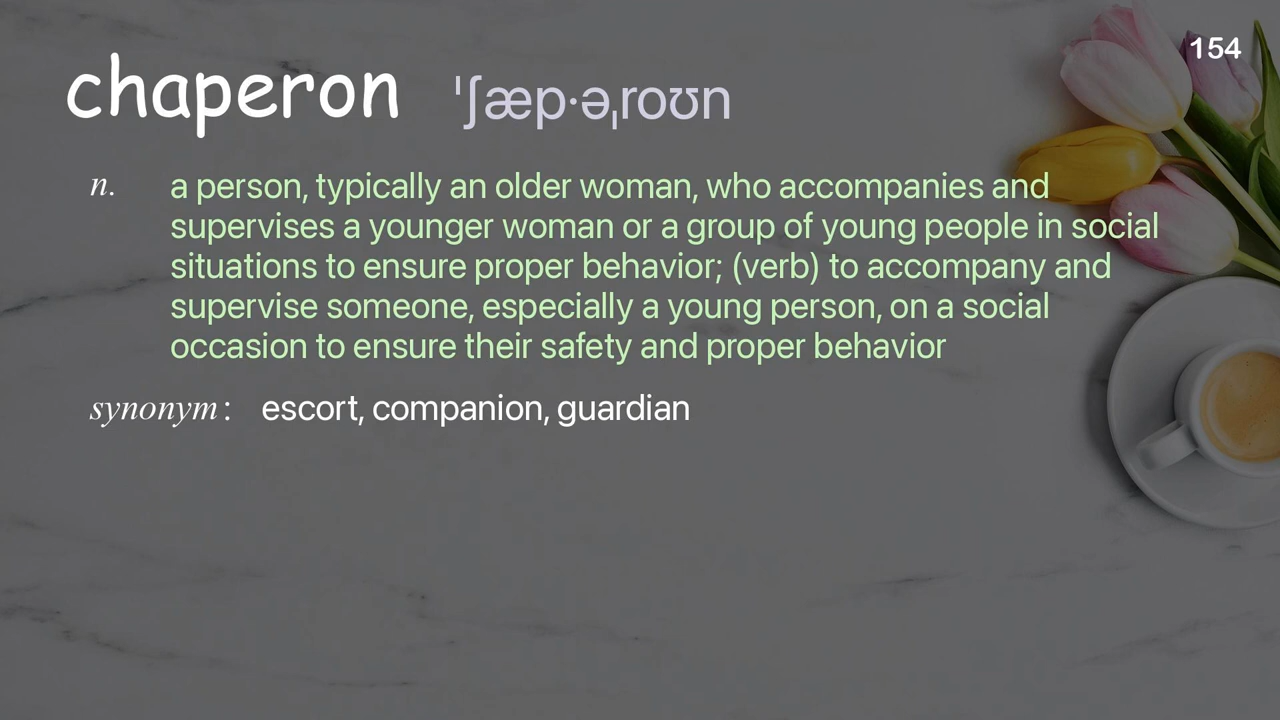 154
chaperon ˈʃæp·əˌroʊn
n. a person, typically an older woman, who accompanies and
supervises a younger woman or a group of young people in social
situations to ensure proper behavior; (verb) to accompany and
supervise someone, especially a young person, on a social
occasion to ensure their safety and proper behavior
synonym: escort, companion, guardian